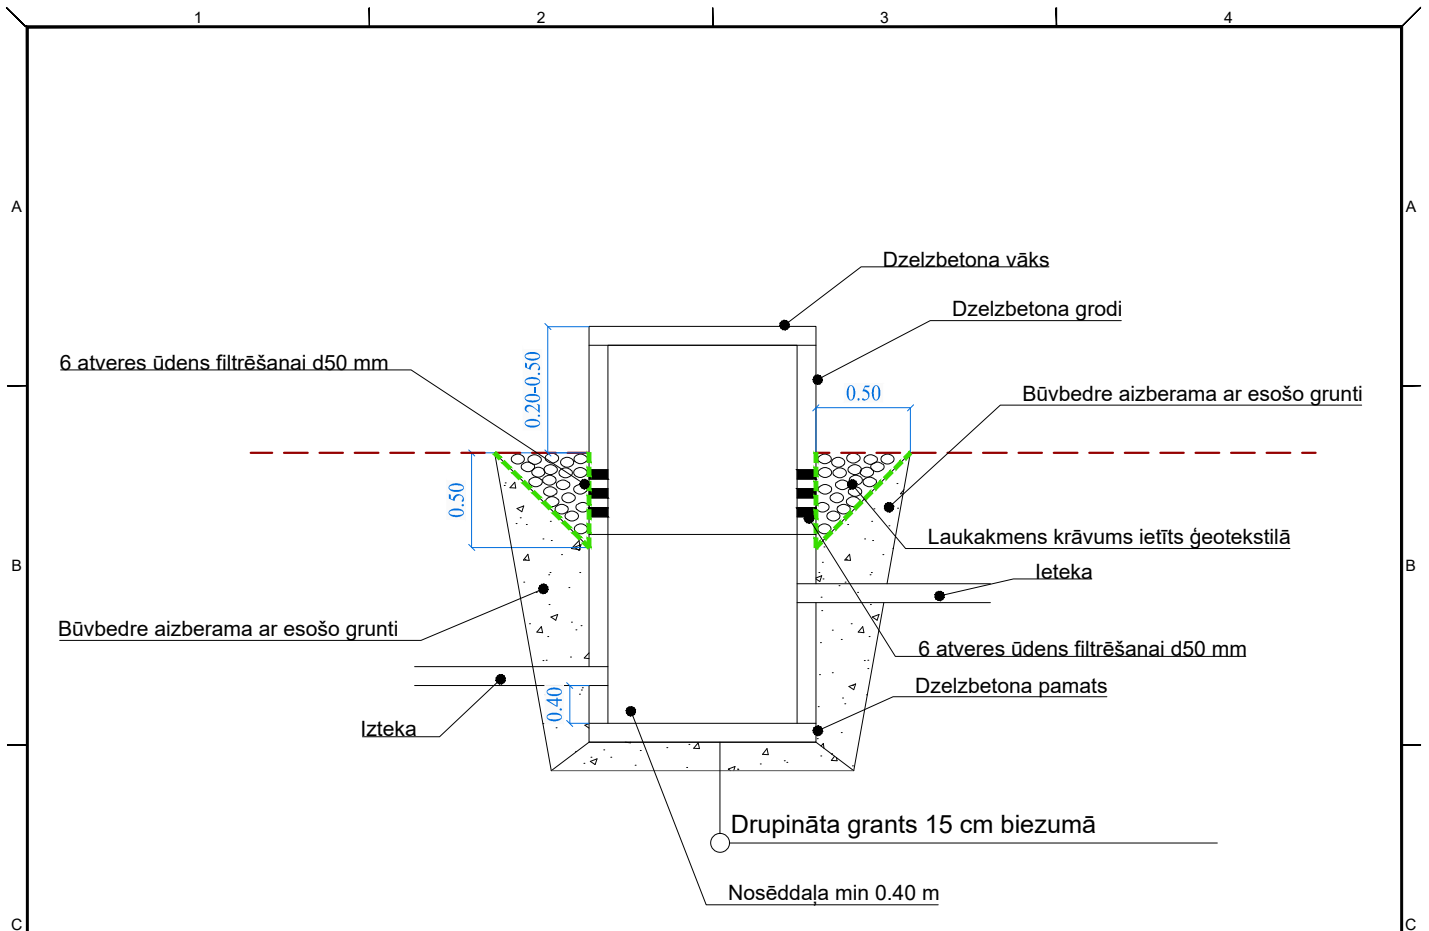 1
2
3
4
A
A
Dzelzbetona vāks
Dzelzbetona grodi
6 atveres ūdens filtrēšanai d50 mm
0.20-0.50
0.50
Būvbedre aizberama ar esošo grunti
0.50
Laukakmens krāvums ietīts ģeotekstilā
B
B
Ieteka
Būvbedre aizberama ar esošo grunti
6 atveres ūdens filtrēšanai d50 mm
Dzelzbetona pamats
0.40
Izteka
Drupināta grants 15 cm biezumā
Nosēddaļa min 0.40 m
C
C